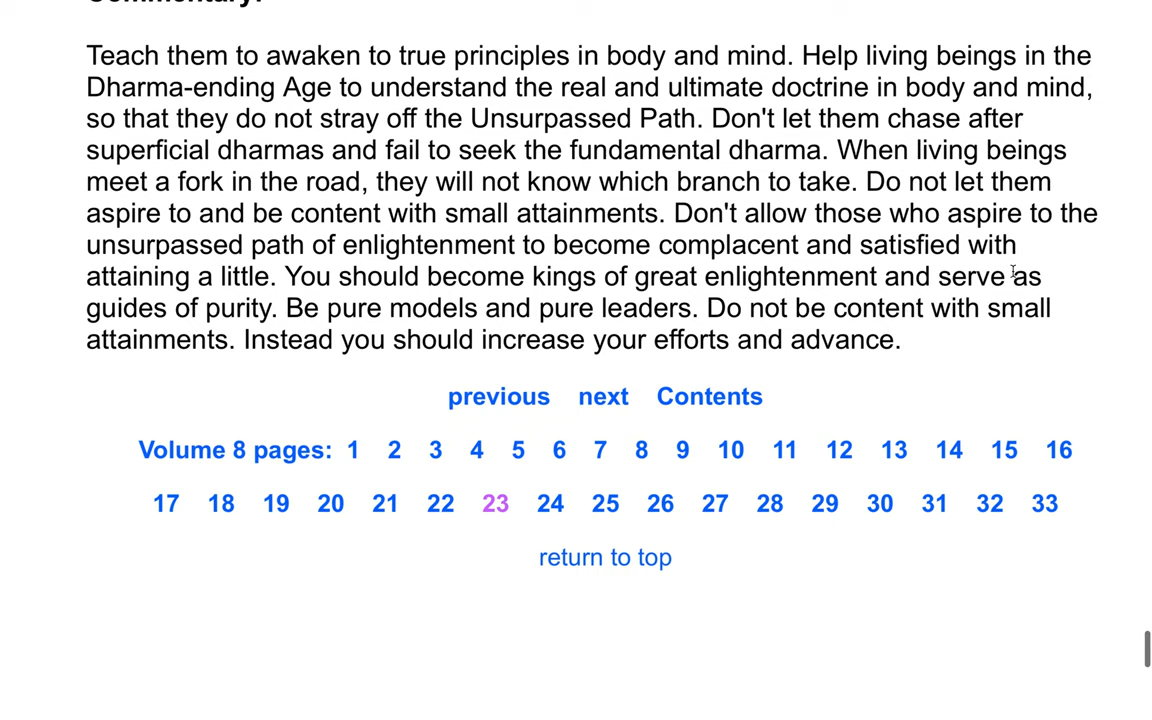 Commentary:
Teach them to awaken to true principles in body and mind. Help living beings in the
Dharma-ending Age to understand the real and ultimate doctrine in body and mind,
so that they do not stray off the Unsurpassed Path. Don't let them chase after
superficial dharmas and fail to seek the fundamental dharma. When living beings
meet a fork in the road, they will not know which branch to take. Do not let them
aspire to and be content with small attainments. Don't allow those who aspire to the
unsurpassed path of enlightenment to become complacent and satisfied with
attaining a little. You should become kings of great enlightenment and serve as
guides of purity. Be pure models and pure leaders. Do not be content with small
attainments. Instead you should increase your efforts and advance.
previous next Contents
Volume 8 pages: 1 2 3 4 5 6 7 8 9 10 11 12 13 14 15 16
17 18 19 20 21 22 23 24 25 26 27 28 29 30 31 32 33
return to top